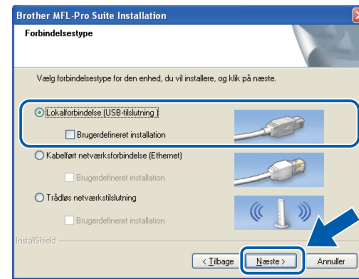 Brother MFL-Pro Suite Installation
Forbindelsestype
Vælg forbindelsestype for den enhed, du vil installere, og klik på næste.
Lokalforbindelse (USB-tilslutning )
Brugerdefineret installation
Kabelført netværksforbindelse (Ethernet)
Brugerdefineret installation
Trådløs netværkstilslutning
Brugerdefineret installation
InstallShield
< Tilbage
Næste >
Annuller